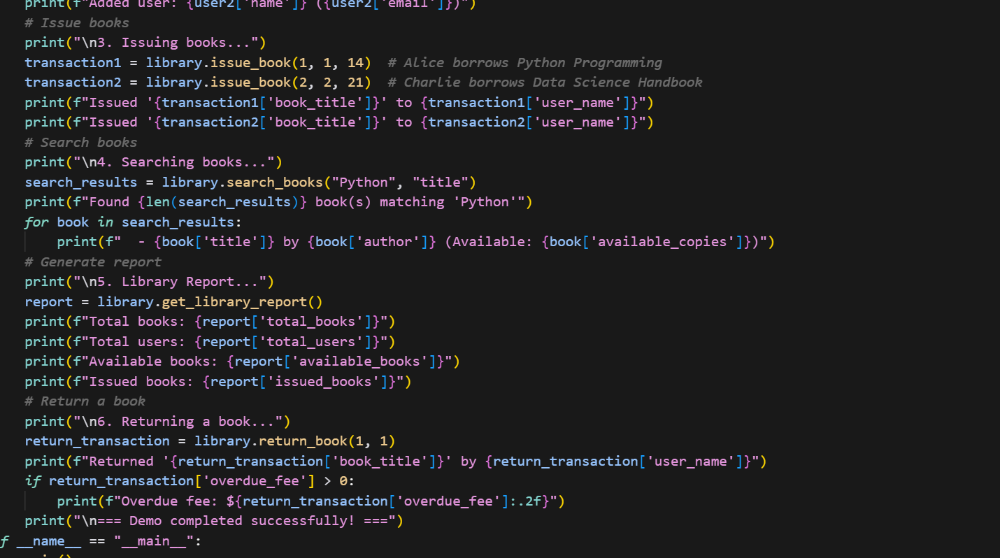 print(f"Added user: {user2['name']} ({user2['email']})")
# Issue books
print("\n3. Issuing books...")
transaction1 = library.issue_book(1, 1, 14)  # Alice borrows Python Programming
transaction2 = library.issue_book(2, 2, 21)  # Charlie borrows Data Science Handbook
print(f"Issued '{transaction1['book_title']}' to {transaction1['user_name']}")
print(f"Issued '{transaction2['book_title']}' to {transaction2['user_name']}")
# Search books
print("\n4. Searching books...")
search_results = library.search_books("Python", "title")
print(f"Found {len(search_results)} book(s) matching 'Python'")
for book in search_results:
    print(f"  - {book['title']} by {book['author']} (Available: {book['available_copies']})")
# Generate report
print("\n5. Library Report...")
report = library.get_library_report()
print(f"Total books: {report['total_books']}")
print(f"Total users: {report['total_users']}")
print(f"Available books: {report['available_books']}")
print(f"Issued books: {report['issued_books']}")
# Return a book
print("\n6. Returning a book...")
return_transaction = library.return_book(1, 1)
print(f"Returned '{return_transaction['book_title']}' by {return_transaction['user_name']}")
if return_transaction['overdue_fee'] > 0:
    print(f"Overdue fee: ${return_transaction['overdue_fee']:.2f}")
print("\n=== Demo completed successfully! ===")
f __name__ == "__main__":